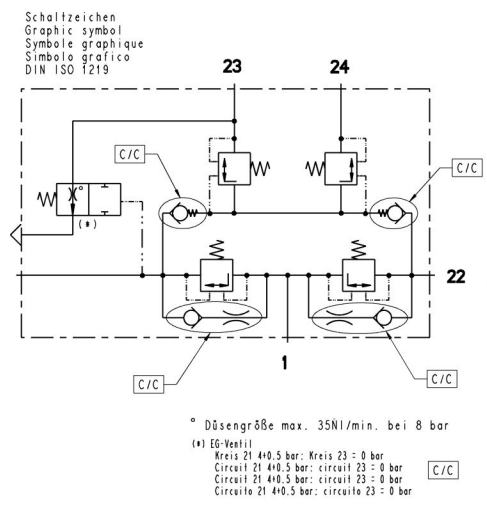 Schaltzeichen
Graphic symbol
Symbole graphique
Simbolo grafico
DIN ISO 1219
23
24
C/C
C/C
o
(*)
22
1
C/C
C/C
° Düsengröße max. 35Nl/min. bei 8 bar
(*) EG-Ventil
Kreis 21 4+0.5 bar; Kreis 23 = 0 bar
Circuit 21 4+0.5 bar; circuit 23 = 0 bar
Circuit 21 4+0.5 bar; circuit 23 = 0 bar
Circuito 21 4+0.5 bar; circuito 23 = 0 bar
C/C